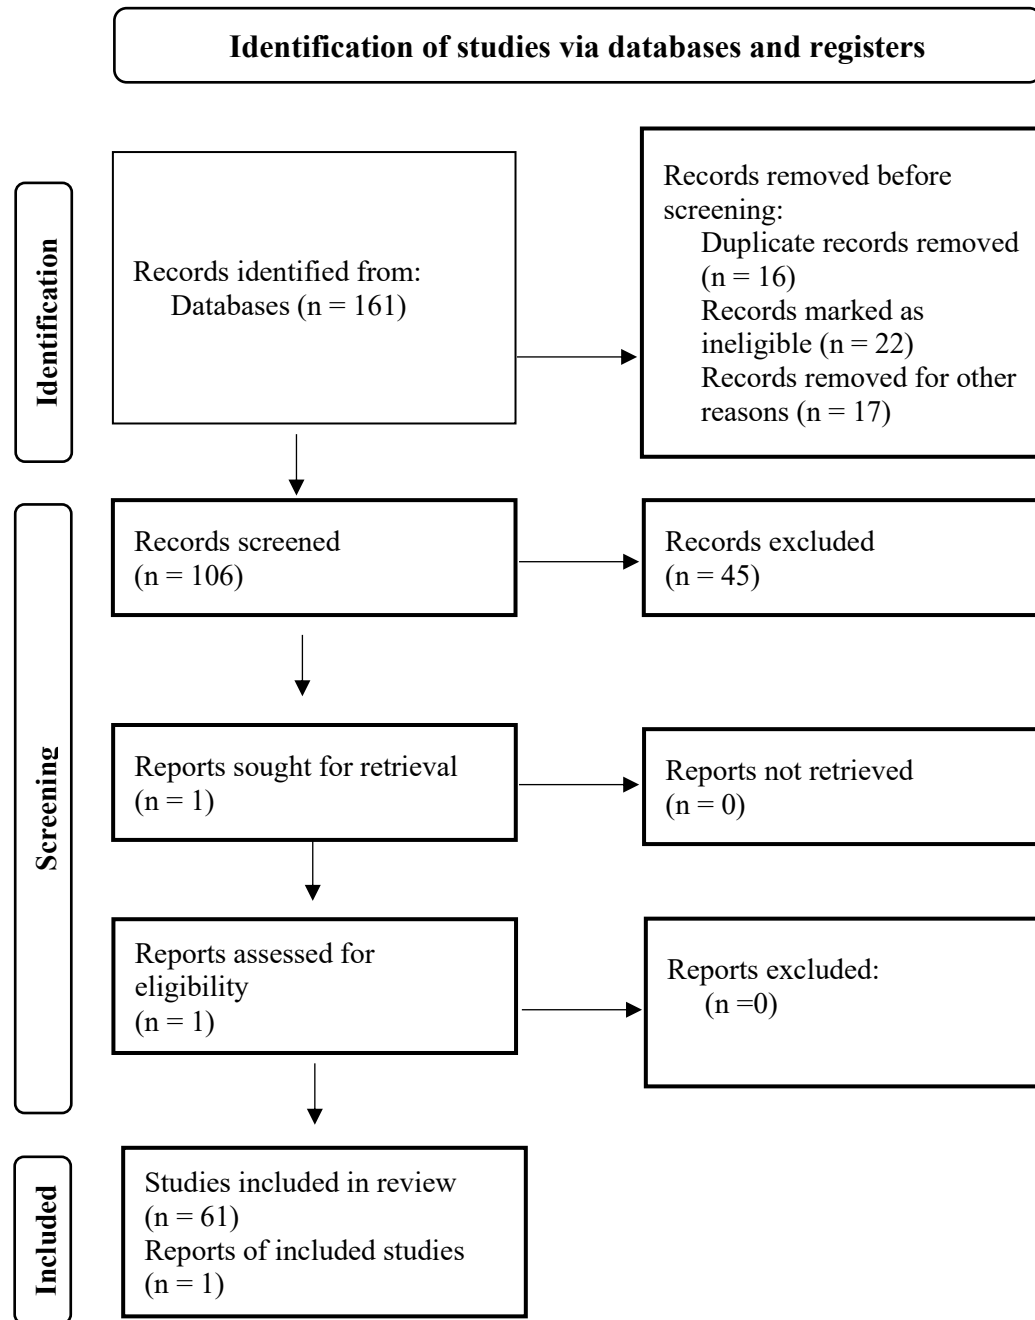 Identification of studies via databases and registers
Identification
Records identified from:
Databases (n = 161)
Records removed before
screening:
Duplicate records removed
(n = 16)
Records marked as
ineligible (n = 22)
Records removed for other
reasons (n = 17)
Screening
Records screened
(n = 106)
Records excluded
(n = 45)
Reports sought for retrieval
(n = 1)
Reports not retrieved
(n = 0)
Reports assessed for
eligibility
(n = 1)
Reports excluded:
(n =0)
Included
Studies included in review
(n = 61)
Reports of included studies
(n = 1)